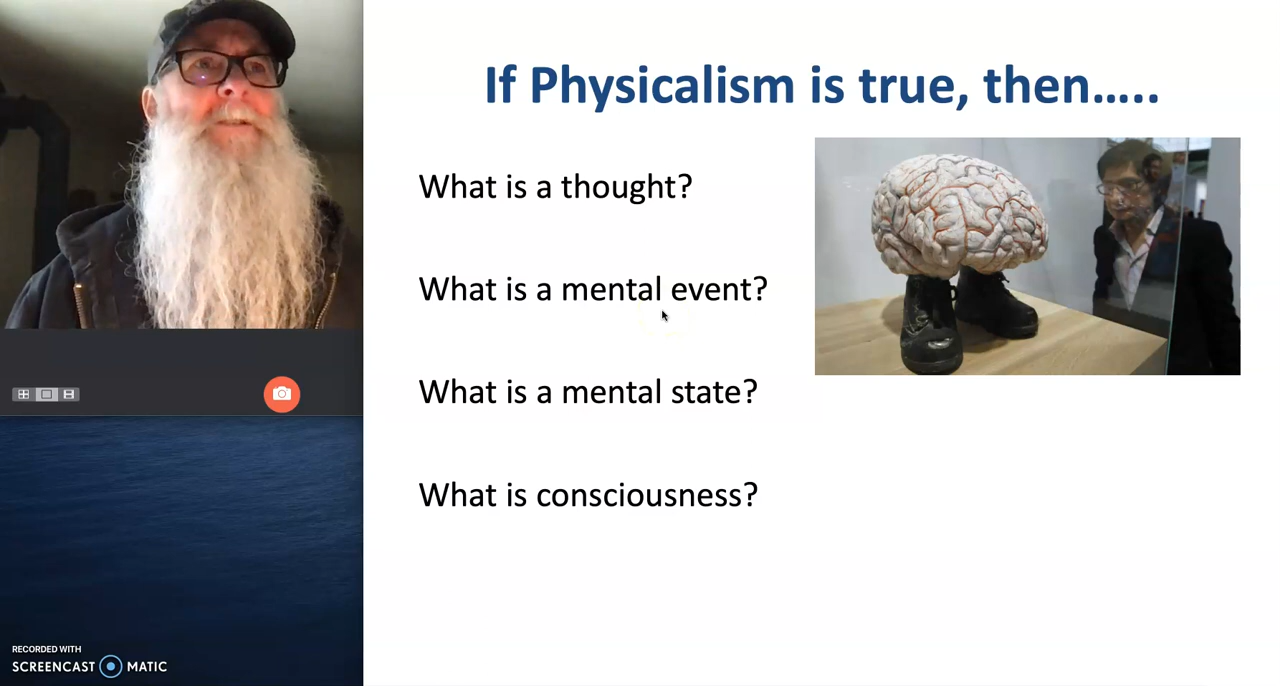 If Physicalism is true, then…..
What is a thought?
What is a mental event?
What is a mental state?
What is consciousness?
RECORDED WITH
SCREENCAST MATIC